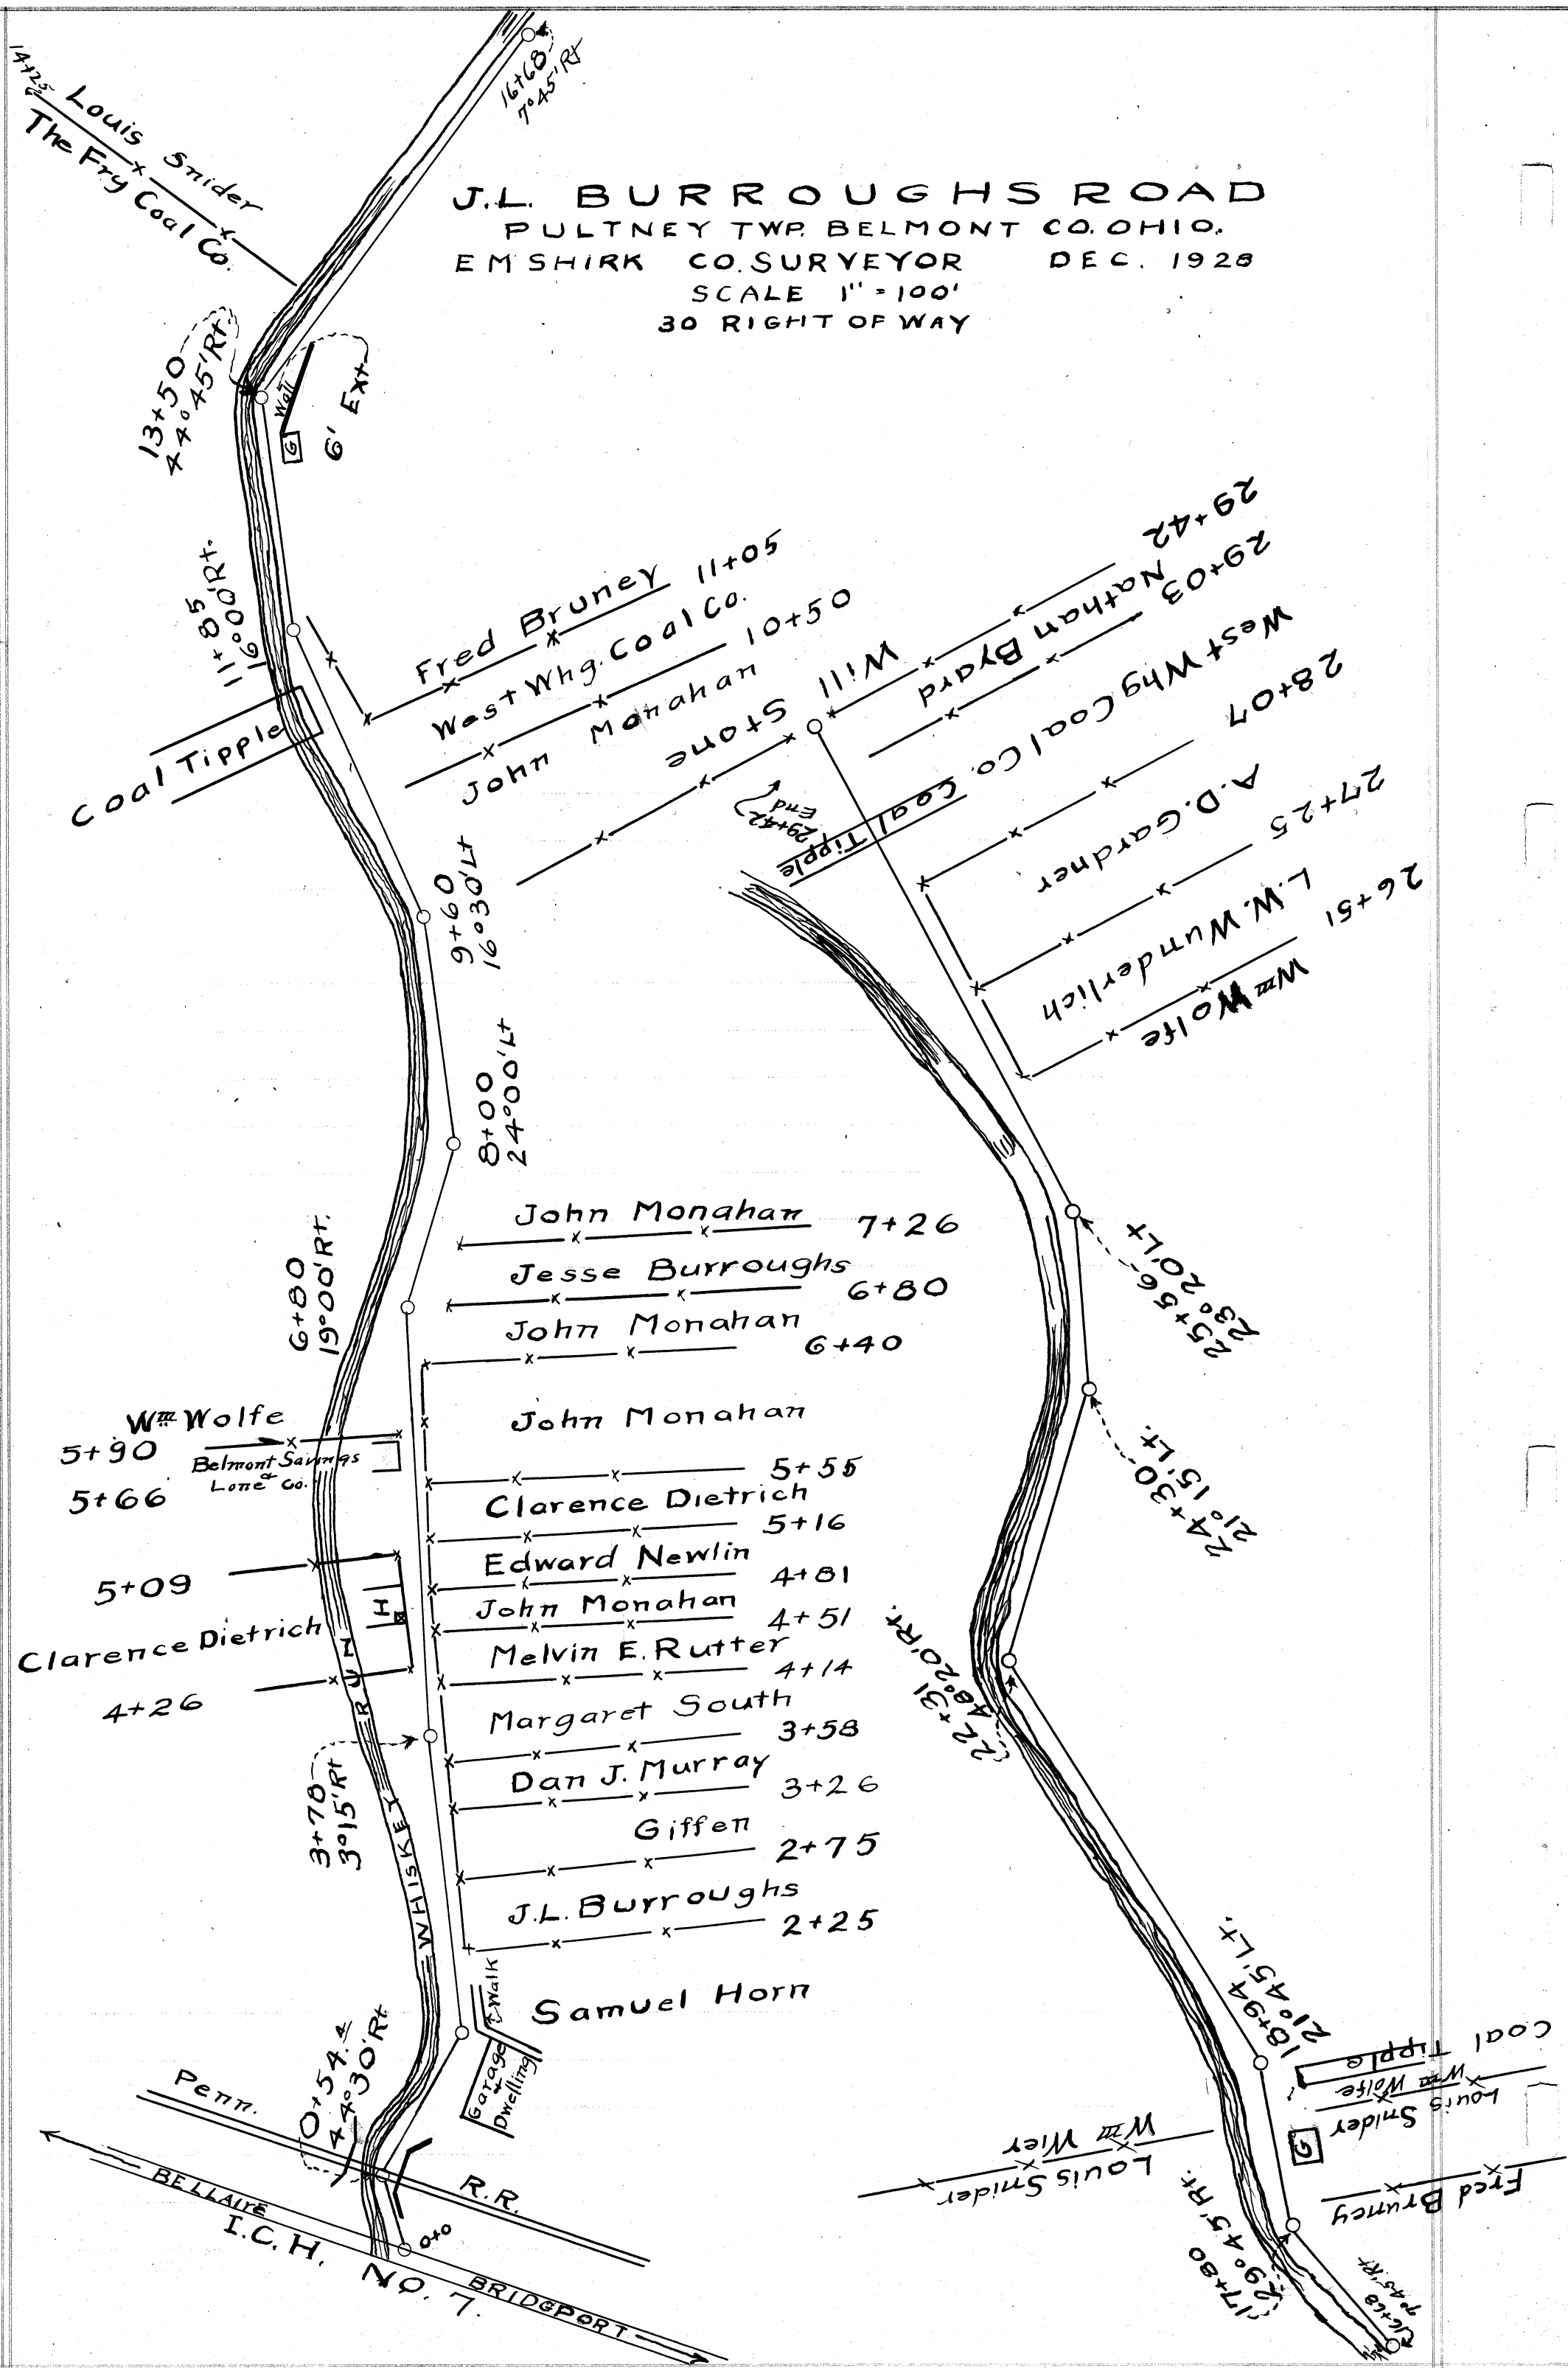 J.L. BURROUGHS ROAD
PULTNEY TWP. BELMONT CO. OHIO.
E M SHIRK CO. SURVEYOR DEC. 1928
SCALE 1" = 100'
30 RIGHT OF WAY
16+68
7°45'Rt
14+25
Louis Snider
The Fry Coal Co.
13+50
44°45'Rt.
Wall
G
6' Ext
11+85
16°00'Rt.
Coal Tipple
Fred Bruney 11+05
West Whg. Coal Co.
10+50
John Monahan
9+60
16°30'Lt
8+00
24°00'Lt
John Monahan 7+26
Jesse Burroughs
6+80
John Monahan
6+40
6+80
19°00'Rt.
John Monahan
Wm Wolfe
5+90
Belmont Savings
& Lone Co.
5+66
5+55
Clarence Dietrich
5+16
Edward Newlin
4+81
5+09
H
John Monahan
4+51
Clarence Dietrich
Melvin E. Rutter
4+14
4+26
Margaret South
3+58
Dan J. Murray
3+26
3+78
3°15'Rt
Giffen
2+75
J.L. Burroughs
2+25
WHISKEY RUN
Walk
Samuel Horn
Garage
&
Dwelling
0+54.4
44°30'Rt
Penn. R.R.
0+0
BELLAIRE BRIDGPORT
I.C.H. NO. 7.
29+42
Will Stone
29+42
End
Nathan Byard
29+03
West Whg Coal Co.
Coal Tipple
28+07
A.D. Gardner
27+25
L.W. Wunderlich
26+51
Wm Wolfe
25+56
23°20'Lt
24+30
21°15'Lt.
22+31
48°20'Rt.
18+94
21°45'Lt.
Coal Tipple
Wm Wolfe
Louis Snider
G
Wm Wier
Louis Snider
Fred Bruney
17+80
29°45'Rt.
16+68
7°45'Rt